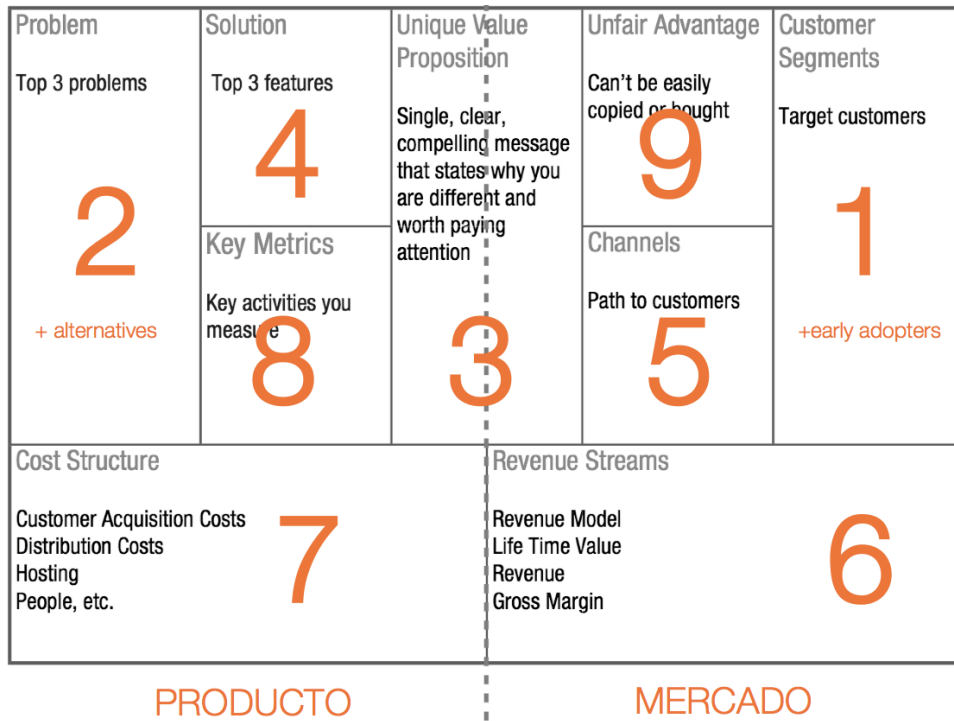 Problem
Top 3 problems
2
+ alternatives
Solution
Top 3 features
4
Key Metrics
Key activities you
measure
8
Unique Value
Proposition
Single, clear,
compelling message
that states why you
are different and
worth paying
attention
3
Unfair Advantage
Can't be easily
copied or bought
9
Channels
Path to customers
5
Customer
Segments
Target customers
1
+early adopters
Cost Structure
Customer Acquisition Costs
Distribution Costs
Hosting
People, etc.
7
Revenue Streams
Revenue Model
Life Time Value
Revenue
Gross Margin
6
PRODUCTO
MERCADO